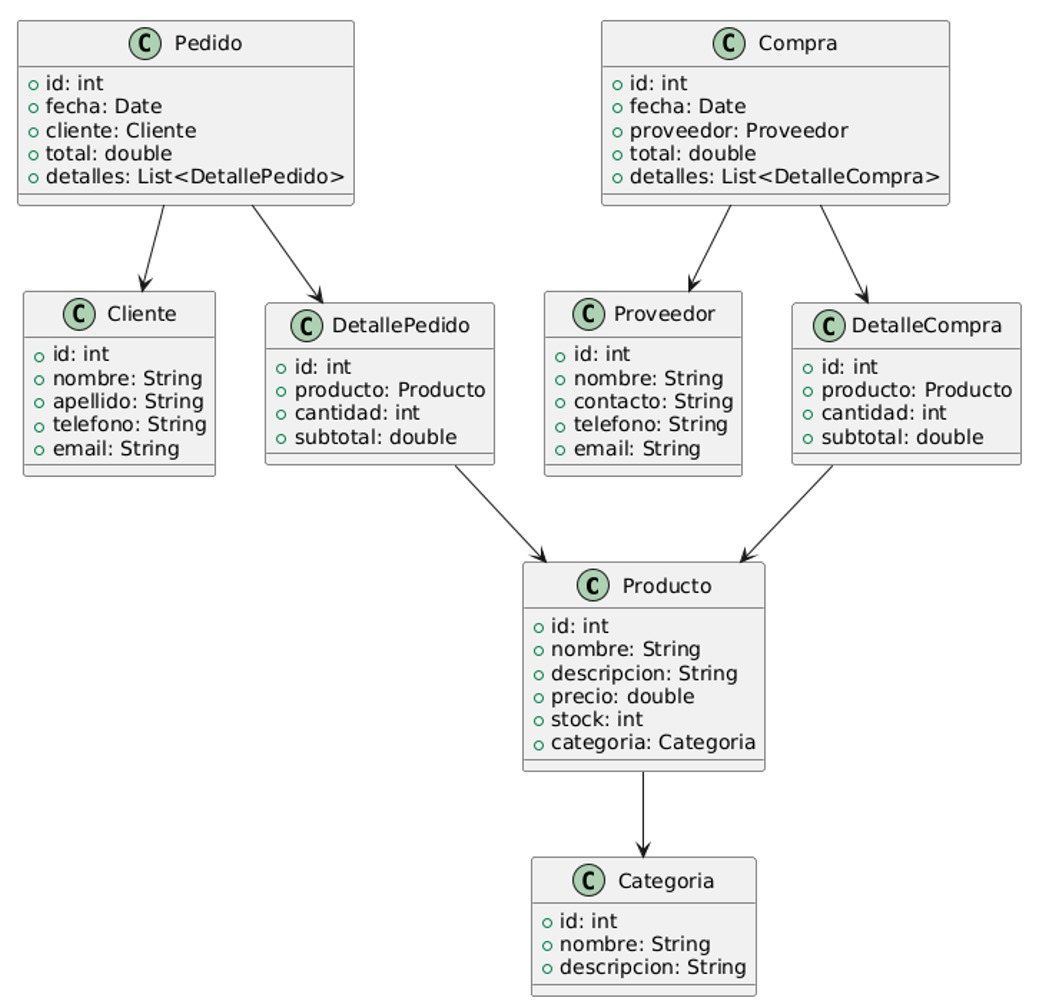 C Pedido
id: int
fecha: Date
cliente: Cliente
total: double
detalles: List<DetallePedido>
C Compra
id: int
fecha: Date
proveedor: Proveedor
total: double
detalles: List<DetalleCompra>
C Cliente
id: int
nombre: String
apellido: String
telefono: String
email: String
C DetallePedido
id: int
producto: Producto
cantidad: int
subtotal: double
C Proveedor
id: int
nombre: String
contacto: String
telefono: String
email: String
C DetalleCompra
id: int
producto: Producto
cantidad: int
subtotal: double
C Producto
id: int
nombre: String
descripcion: String
precio: double
stock: int
categoria: Categoria
C Categoria
id: int
nombre: String
descripcion: String